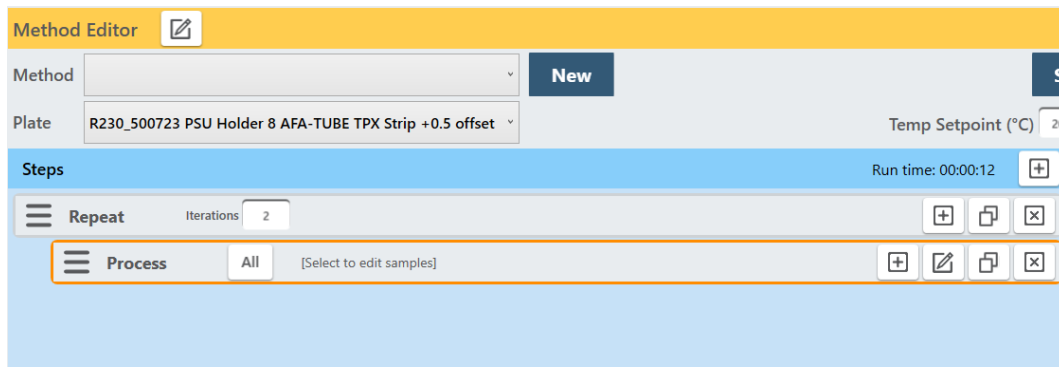 Method Editor
Method New
Plate R230_500723 PSU Holder 8 AFA-TUBE TPX Strip +0.5 offset Temp Setpoint (°C)
Steps Run time: 00:00:12
Repeat Iterations 2
Process All [Select to edit samples]